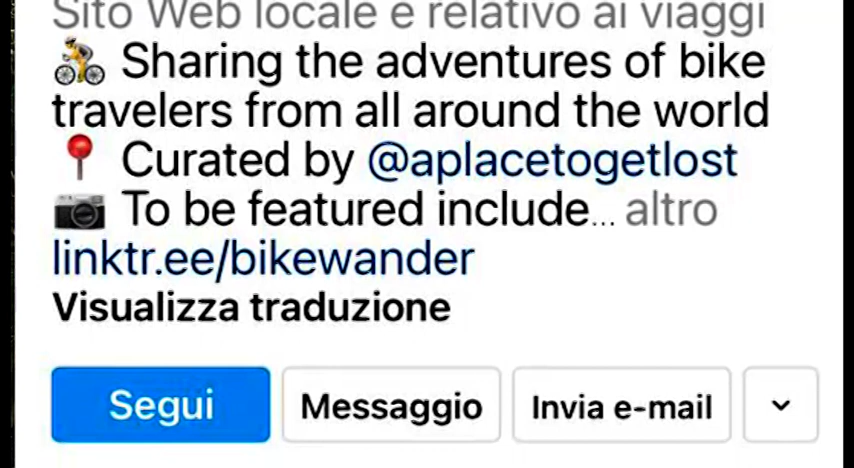 Sito Web locale e relativo ai viaggi
🚴 Sharing the adventures of bike
travelers from all around the world
📍 Curated by @aplacetogetlost
📷 To be featured include... altro
linktr.ee/bikewander
Visualizza traduzione
Segui Messaggio Invia e-mail